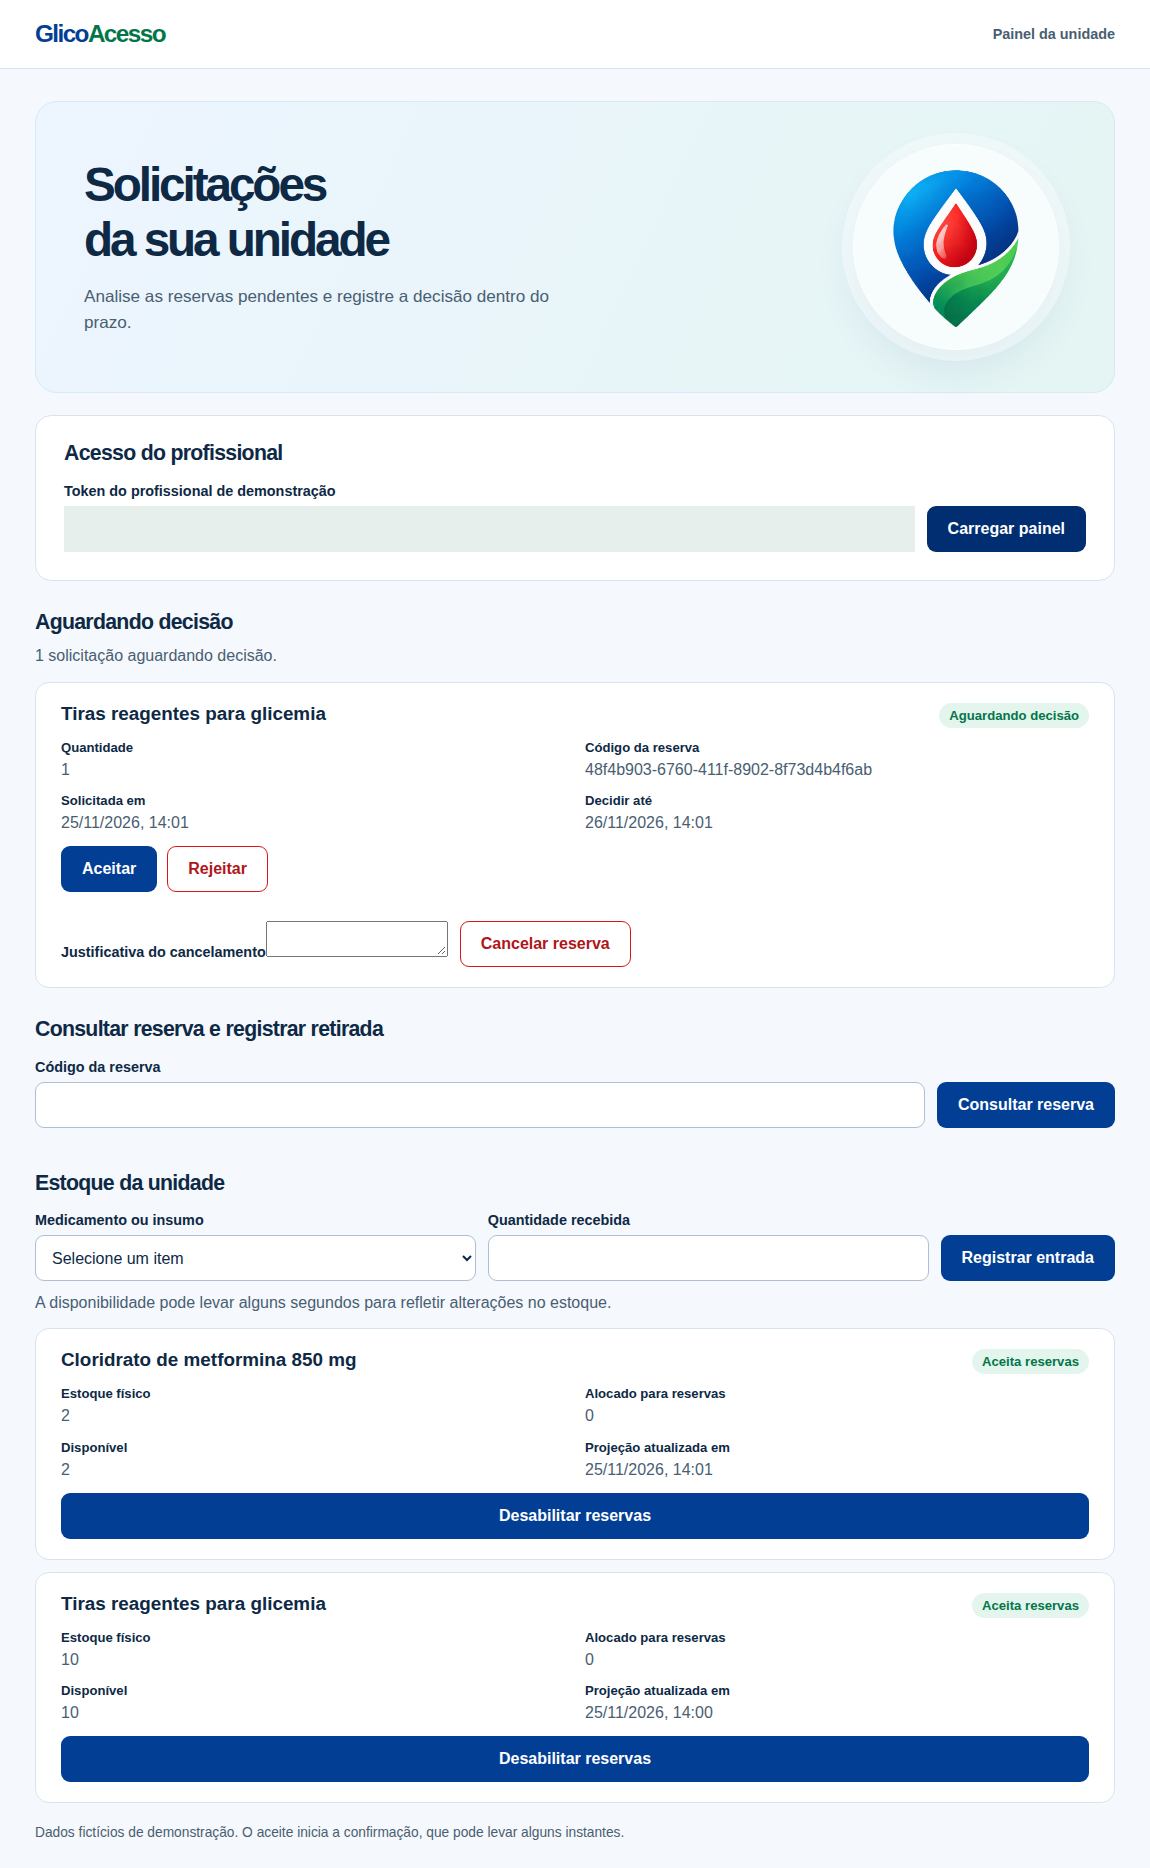 GlicoAcesso
Painel da unidade
Solicitações
da sua unidade
Analise as reservas pendentes e registre a decisão dentro do
prazo.
Acesso do profissional
Token do profissional de demonstração
Carregar painel
Aguardando decisão
1 solicitação aguardando decisão.
Tiras reagentes para glicemia
Aguardando decisão
Quantidade
1
Código da reserva
48f4b903-6760-411f-8902-8f73d4b4f6ab
Solicitada em
25/11/2026, 14:01
Decidir até
26/11/2026, 14:01
Aceitar
Rejeitar
Justificativa do cancelamento
Cancelar reserva
Consultar reserva e registrar retirada
Código da reserva
Consultar reserva
Estoque da unidade
Medicamento ou insumo
Selecione um item
Quantidade recebida
Registrar entrada
A disponibilidade pode levar alguns segundos para refletir alterações no estoque.
Cloridrato de metformina 850 mg
Aceita reservas
Estoque físico
2
Alocado para reservas
0
Disponível
2
Projeção atualizada em
25/11/2026, 14:01
Desabilitar reservas
Tiras reagentes para glicemia
Aceita reservas
Estoque físico
10
Alocado para reservas
0
Disponível
10
Projeção atualizada em
25/11/2026, 14:00
Desabilitar reservas
Dados fictícios de demonstração. O aceite inicia a confirmação, que pode levar alguns instantes.